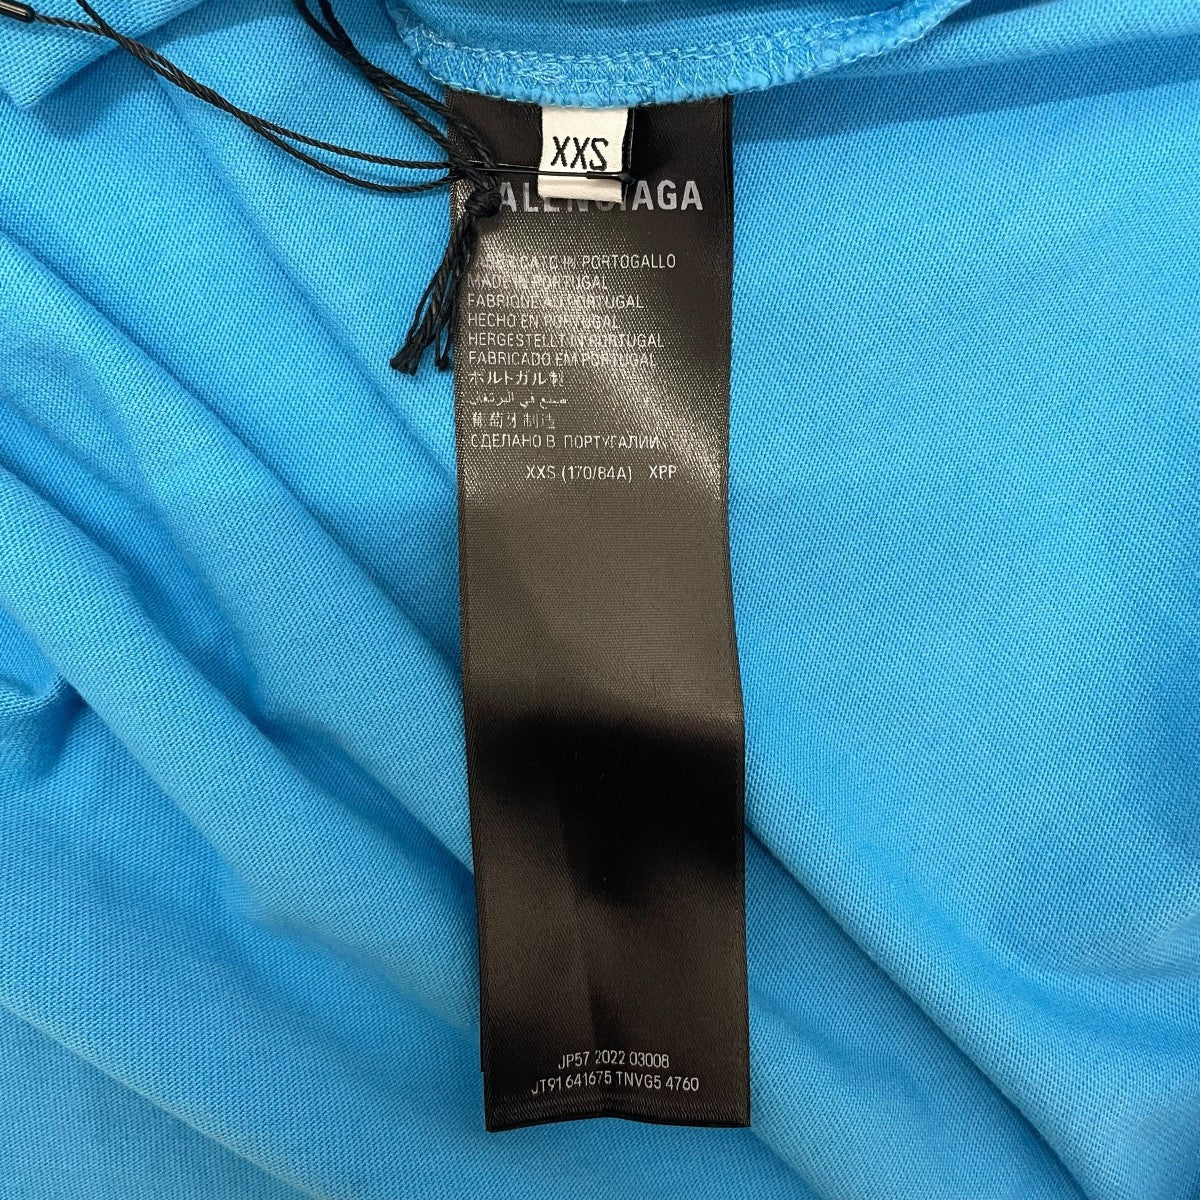 XXS
BALENCIAGA
FABBRICATO IN PORTOGALLO
MADE IN PORTUGAL
FABRIQUE AU PORTUGAL
HECHO EN PORTUGAL
HERGESTELLT IN PORTUGAL
FABRICADO EM PORTUGAL
ポルトガル製
صنع في البرتغال
葡萄牙制造
СДЕЛАНО В ПОРТУГАЛИИ
XXS (170/84A) XPP
JP57 2022 03008
JT91 641675 TNVG5 4760